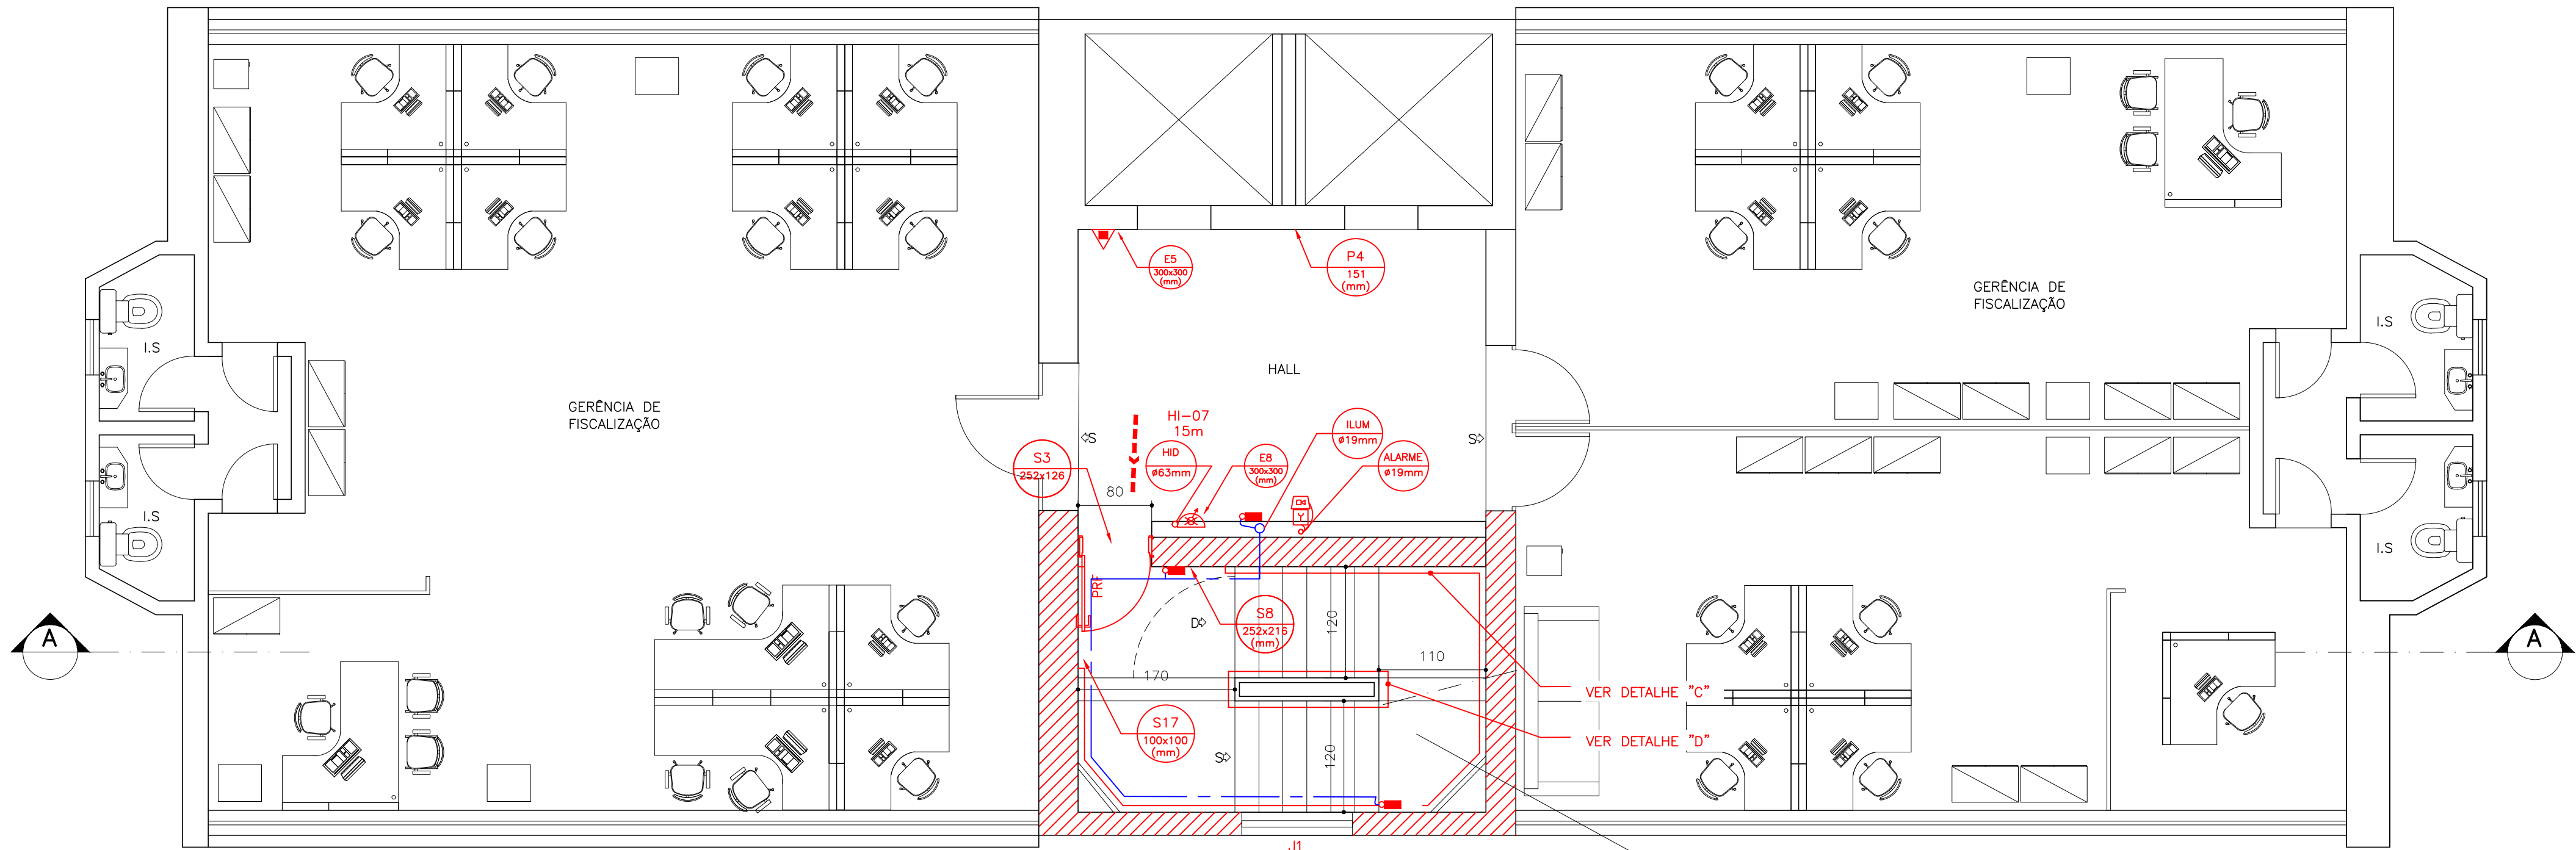 E5
300x300
(mm)
P4
151
(mm)
GERÊNCIA DE
FISCALIZAÇÃO
I.S
I.S
HALL
GERÊNCIA DE
FISCALIZAÇÃO
HI-07
15m
S
S
ILUM
ø19mm
S3
252x126
HID
ø63mm
E8
300x300
(mm)
ALARME
ø19mm
80
I.S
I.S
PRF
D
S8
252x216
(mm)
120
A
A
110
170
VER DETALHE "C"
S17
100x100
(mm)
VER DETALHE "D"
S
120
J1